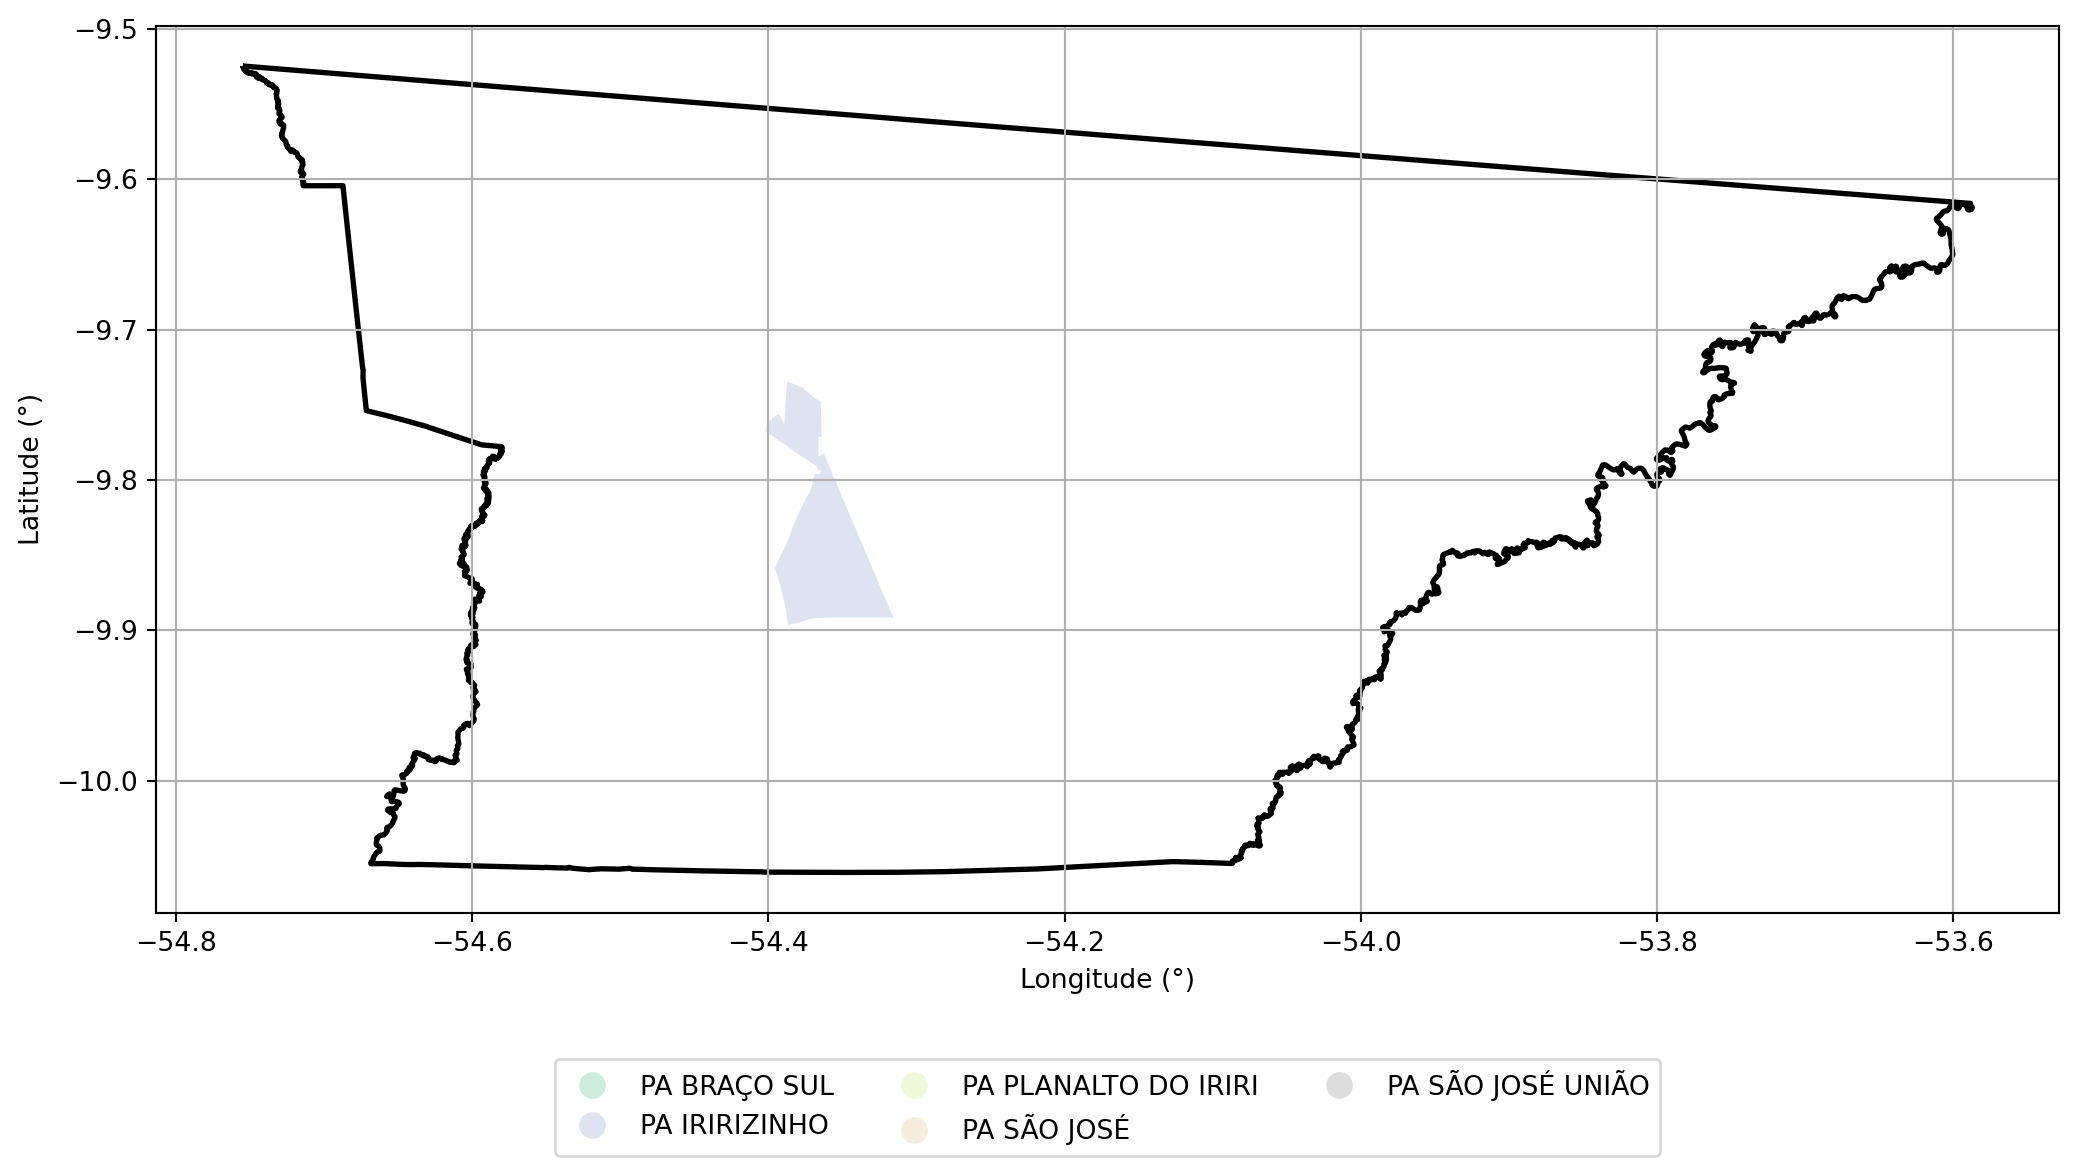 −9.5
−9.6
−9.7
−9.8
−9.9
−10.0
Latitude (°)
−54.8 −54.6 −54.4 −54.2 −54.0 −53.8 −53.6
Longitude (°)
PA BRAÇO SUL PA PLANALTO DO IRIRI PA SÃO JOSÉ UNIÃO
PA IRIRIZINHO PA SÃO JOSÉ